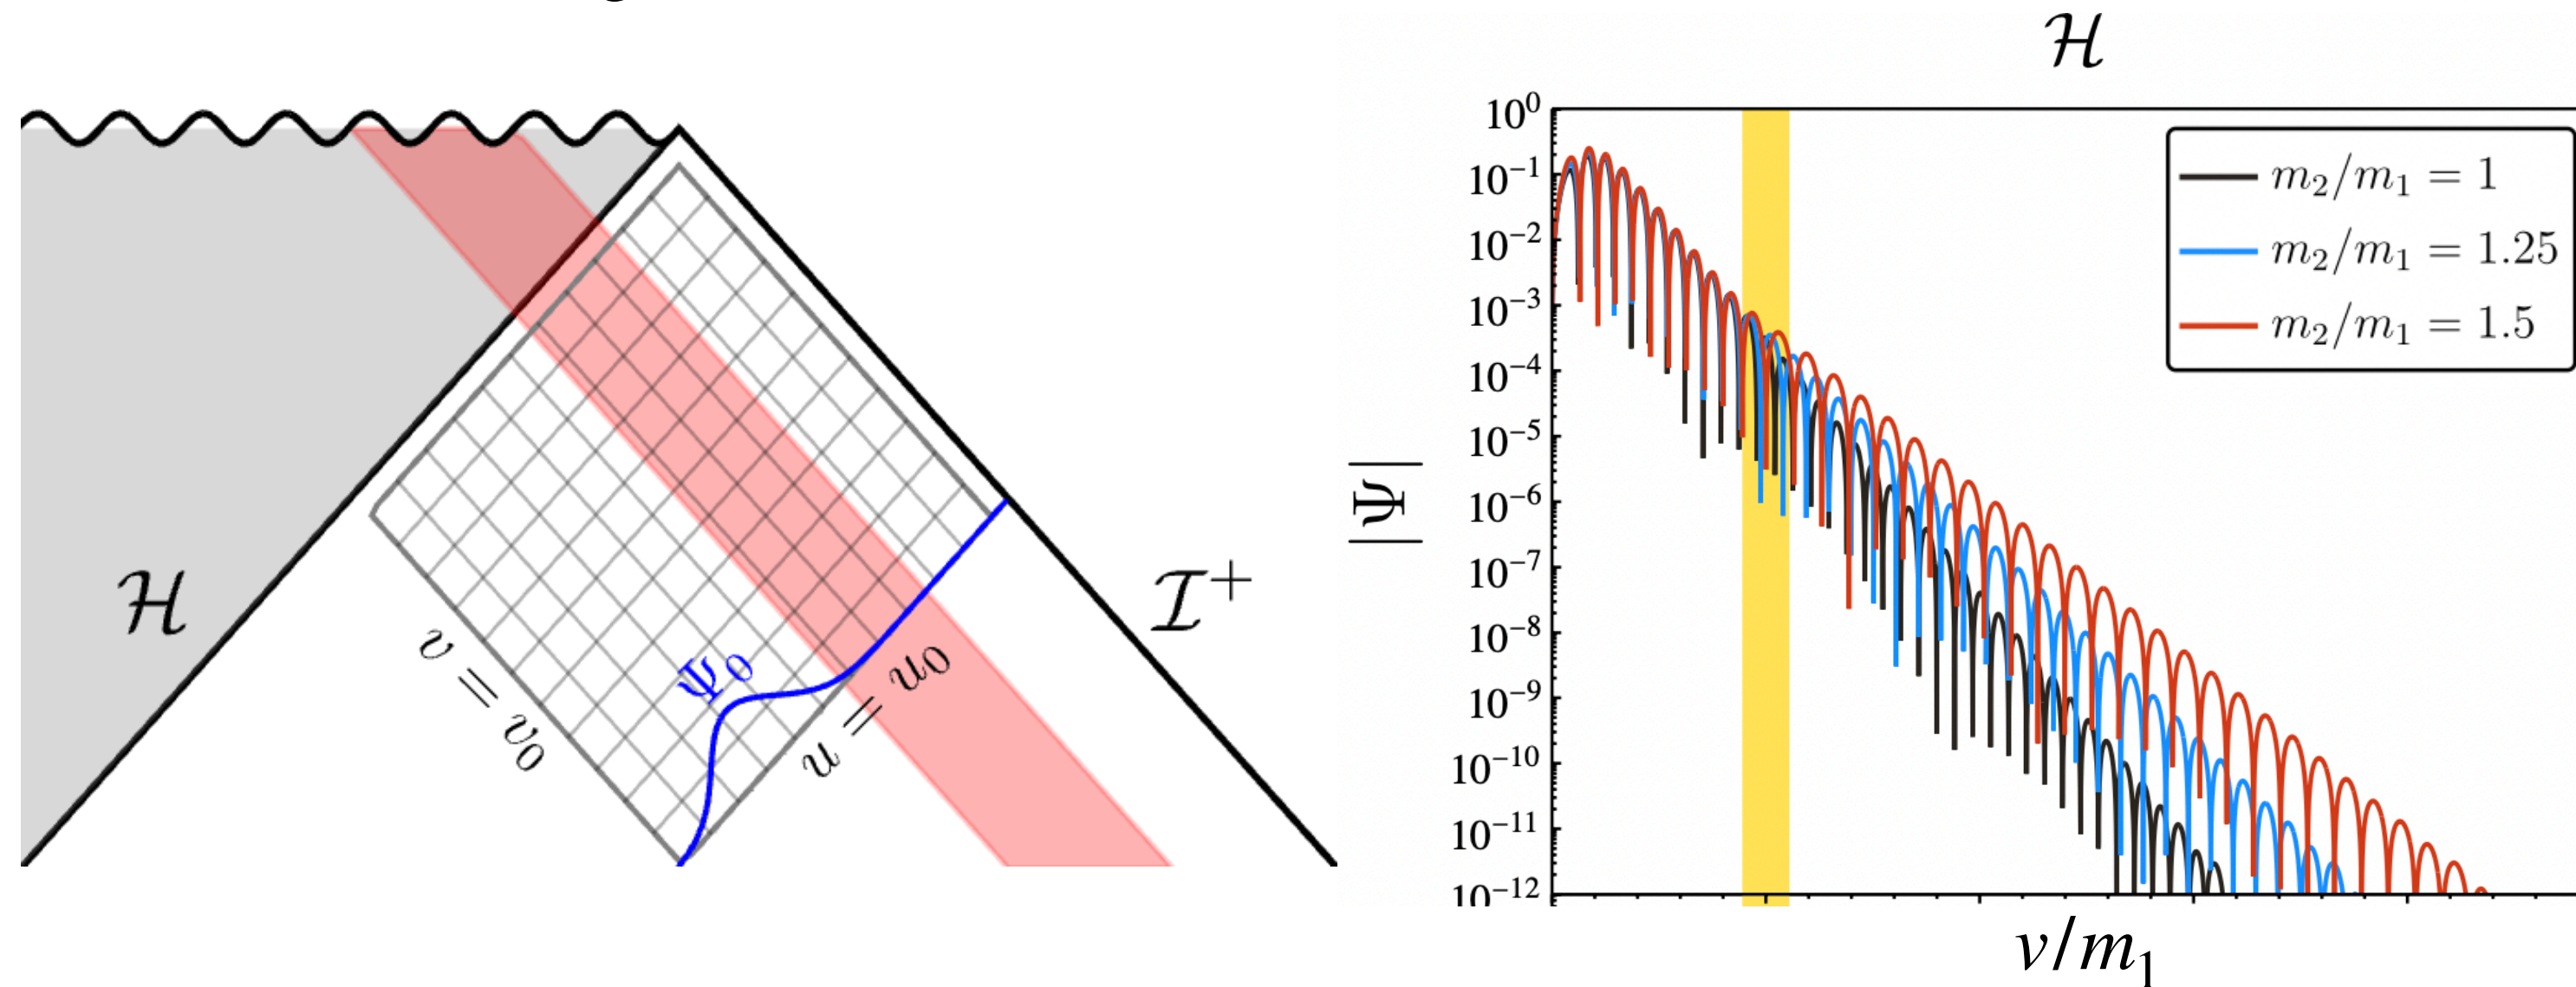 ℋ
v = v₀
Ψ₀
u = u₀
ℐ⁺
ℋ
|Ψ|
10⁰
10⁻¹
10⁻²
10⁻³
10⁻⁴
10⁻⁵
10⁻⁶
10⁻⁷
10⁻⁸
10⁻⁹
10⁻¹⁰
10⁻¹¹
10⁻¹²
m₂/m₁ = 1
m₂/m₁ = 1.25
m₂/m₁ = 1.5
v/m₁